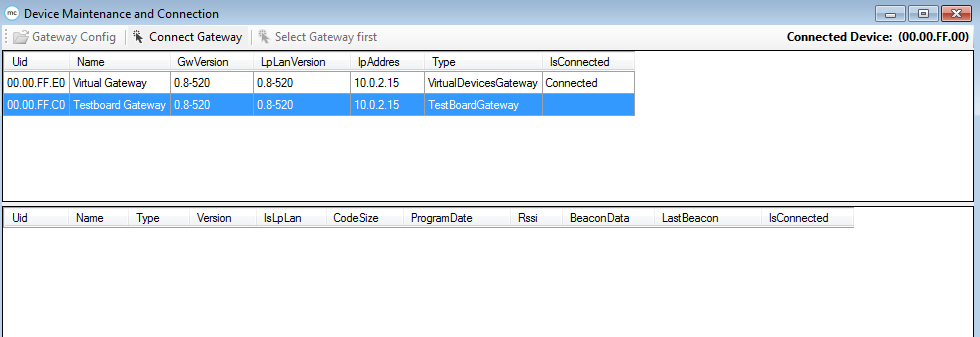 mc Device Maintenance and Connection
Gateway Config Connect Gateway Select Gateway first Connected Device: (00.00.FF.00)
Uid Name GwVersion LpLanVersion IpAddres Type IsConnected
00.00.FF.E0 Virtual Gateway 0.8-520 0.8-520 10.0.2.15 VirtualDevicesGateway Connected
00.00.FF.C0 Testboard Gateway 0.8-520 0.8-520 10.0.2.15 TestBoardGateway
Uid Name Type Version IsLpLan CodeSize ProgramDate Rssi BeaconData LastBeacon IsConnected